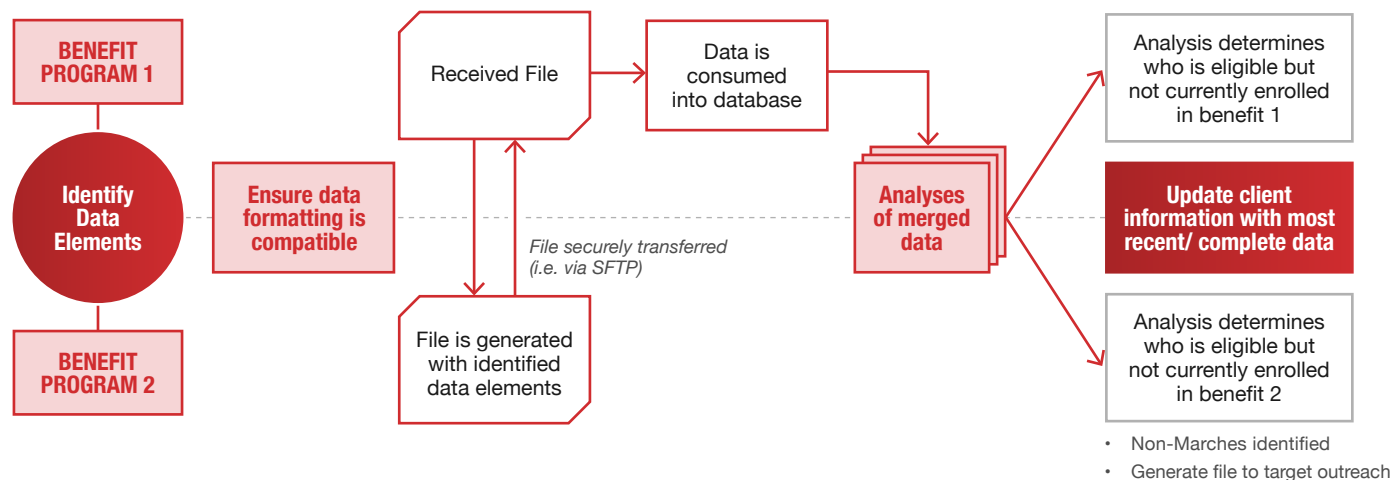 BENEFIT
PROGRAM 1
Identify
Data
Elements
BENEFIT
PROGRAM 2
Ensure data
formatting is
compatible
Received File
File securely transferred
(i.e. via SFTP)
File is generated
with identified
data elements
Data is
consumed
into database
Analyses
of merged
data
Analysis determines
who is eligible but
not currently enrolled
in benefit 1
Update client
information with most
recent/ complete data
Analysis determines
who is eligible but
not currently enrolled
in benefit 2
• Non-Marches identified
• Generate file to target outreach